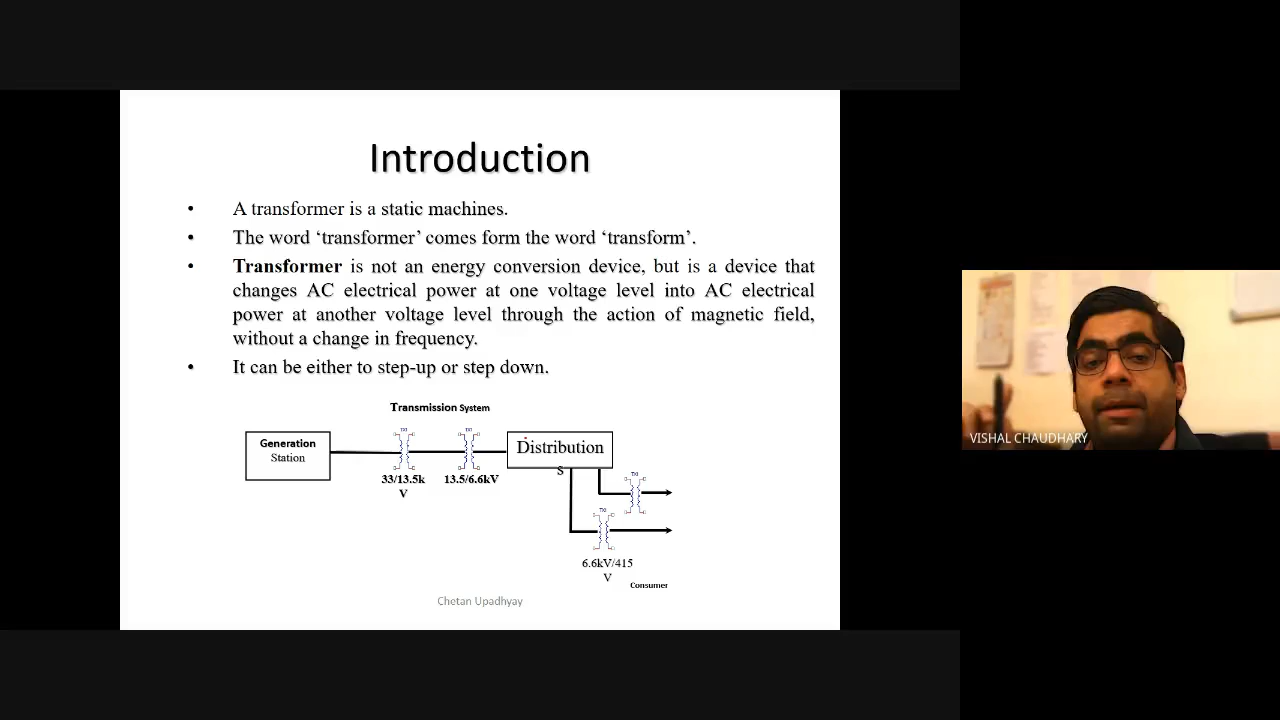 Introduction
• A transformer is a static machines.
• The word ‘transformer’ comes form the word ‘transform’.
• Transformer is not an energy conversion device, but is a device that
changes AC electrical power at one voltage level into AC electrical
power at another voltage level through the action of magnetic field,
without a change in frequency.
• It can be either to step-up or step down.
Transmission System
Generation
Station
TX1
TX1
Distribution
s
33/13.5k
V
13.5/6.6kV
TX1
TX1
6.6kV/415
V
Consumer
Chetan Upadhyay
VISHAL CHAUDHARY